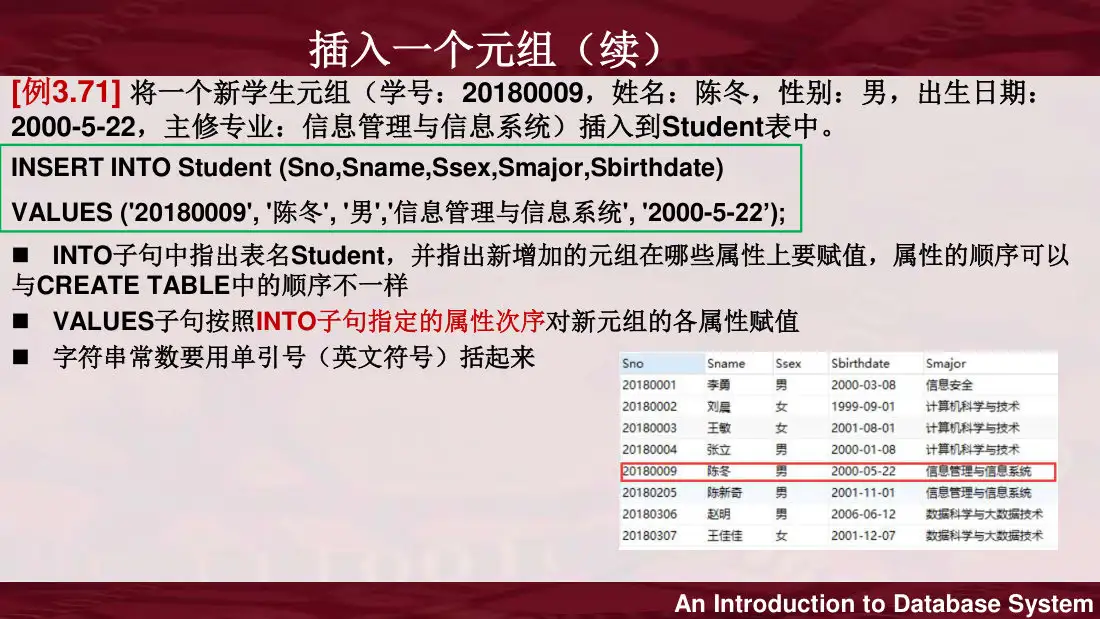 插入一个元组（续）
[例3.71] 将一个新学生元组（学号：20180009，姓名：陈冬，性别：男，出生日期：
2000-5-22，主修专业：信息管理与信息系统）插入到Student表中。
INSERT INTO Student (Sno,Sname,Ssex,Smajor,Sbirthdate)
VALUES ('20180009', '陈冬', '男','信息管理与信息系统', '2000-5-22’);
■ INTO子句中指出表名Student，并指出新增加的元组在哪些属性上要赋值，属性的顺序可以
与CREATE TABLE中的顺序不一样
■ VALUES子句按照INTO子句指定的属性次序对新元组的各属性赋值
■ 字符串常数要用单引号（英文符号）括起来
Sno Sname Ssex Sbirthdate Smajor
20180001 李勇 男 2000-03-08 信息安全
20180002 刘晨 女 1999-09-01 计算机科学与技术
20180003 王敏 女 2001-08-01 计算机科学与技术
20180004 张立 男 2000-01-08 计算机科学与技术
20180009 陈冬 男 2000-05-22 信息管理与信息系统
20180205 陈新奇 男 2001-11-01 信息管理与信息系统
20180306 赵明 男 2006-06-12 数据科学与大数据技术
20180307 王佳佳 女 2001-12-07 数据科学与大数据技术
An Introduction to Database System